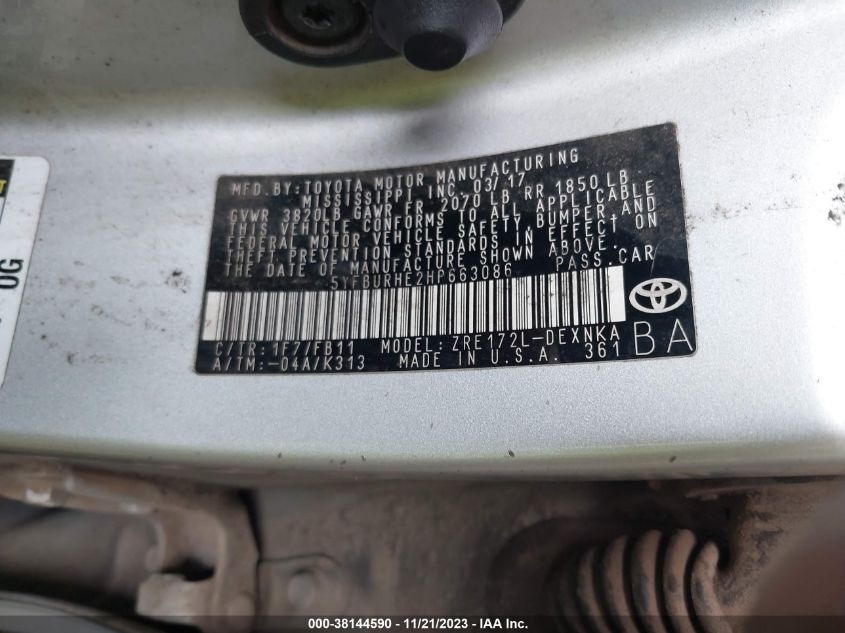 MFD.BY:TOYOTA MOTOR MANUFACTURING
MISSISSIPPI INC. 03/17
GVWR 3820LB GAWR FR 2070 LB RR 1850 LB
THIS VEHICLE CONFORMS TO ALL APPLICABLE
FEDERAL MOTOR VEHICLE SAFETY, BUMPER, AND
THEFT PREVENTION STANDARDS IN EFFECT ON
THE DATE OF MANUFACTURE SHOWN ABOVE.
5YFBURHE2HP663086 PASS.CAR
C/TR:1F7/FB11 MODEL: ZRE172L-DEXNKA
A/TM:-04A/K313 MADE IN U.S.A. 361
BA
OG
000-38144590 - 11/21/2023 - IAA Inc.